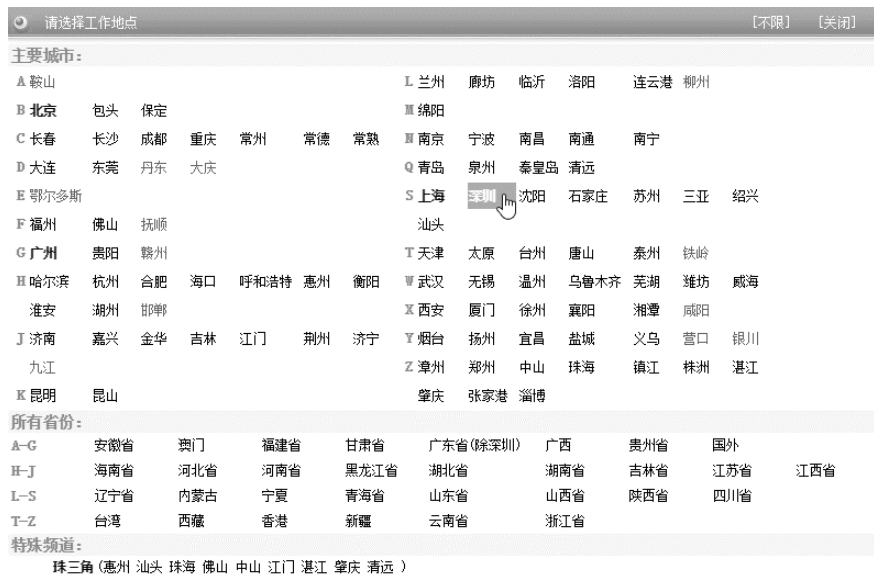 请选择工作地点 [不限] [关闭]
主要城市:
A 鞍山
B 北京 包头 保定
C 长春 长沙 成都 重庆 常州 常德 常熟
D 大连 东莞 丹东 大庆
E 鄂尔多斯
F 福州 佛山 抚顺
G 广州 贵阳 赣州
H 哈尔滨 杭州 合肥 海口 呼和浩特 惠州 衡阳
淮安 湖州 邯郸
J 济南 嘉兴 金华 吉林 江门 荆州 济宁
九江
K 昆明 昆山
L 兰州 廊坊 临沂 洛阳 连云港 柳州
M 绵阳
N 南京 宁波 南昌 南通 南宁
Q 青岛 泉州 秦皇岛 清远
S 上海 深圳 沈阳 石家庄 苏州 三亚 绍兴
汕头
T 天津 太原 台州 唐山 泰州 铁岭
W 武汉 无锡 温州 乌鲁木齐 芜湖 潍坊 威海
X 西安 厦门 徐州 襄阳 湘潭 咸阳
Y 烟台 扬州 宜昌 盐城 义乌 营口 银川
Z 漳州 郑州 中山 珠海 镇江 株洲 湛江
肇庆 张家港 淄博
所有省份:
A-G 安徽省 澳门 福建省 甘肃省 广东省(除深圳) 广西 贵州省 国外
H-J 海南省 河北省 河南省 黑龙江省 湖北省 湖南省 吉林省 江苏省 江西省
L-S 辽宁省 内蒙古 宁夏 青海省 山东省 山西省 陕西省 四川省
T-Z 台湾 西藏 香港 新疆 云南省 浙江省
特殊频道:
珠三角 (惠州 汕头 珠海 佛山 中山 江门 湛江 肇庆 清远 )